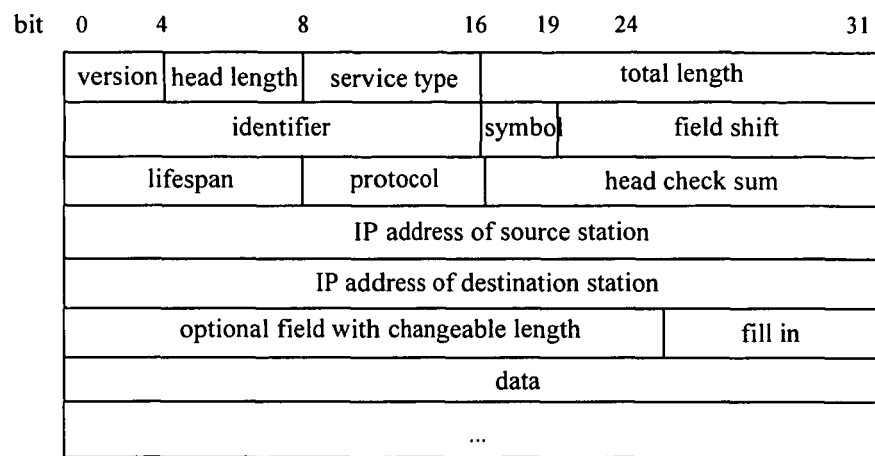 bit 0 4 8 16 19 24 31
version head length service type total length
identifier symbol field shift
lifespan protocol head check sum
IP address of source station
IP address of destination station
optional field with changeable length fill in
data
...